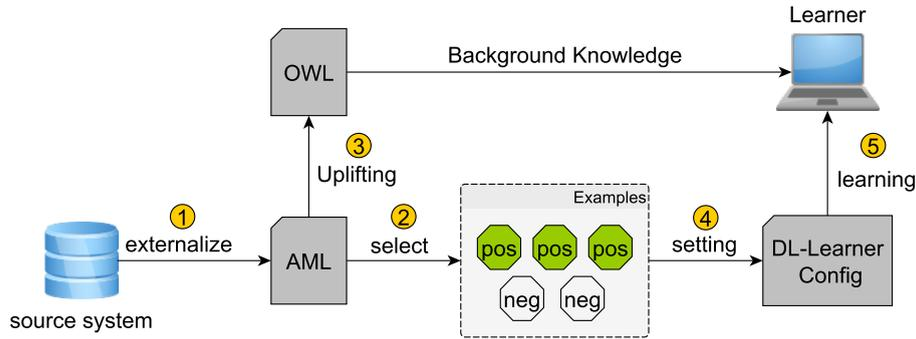 Learner
OWL
Background Knowledge
3
Uplifting
5
learning
1
externalize
AML
2
select
Examples
pos pos pos
neg neg
4
setting
DL-Learner
Config
source system